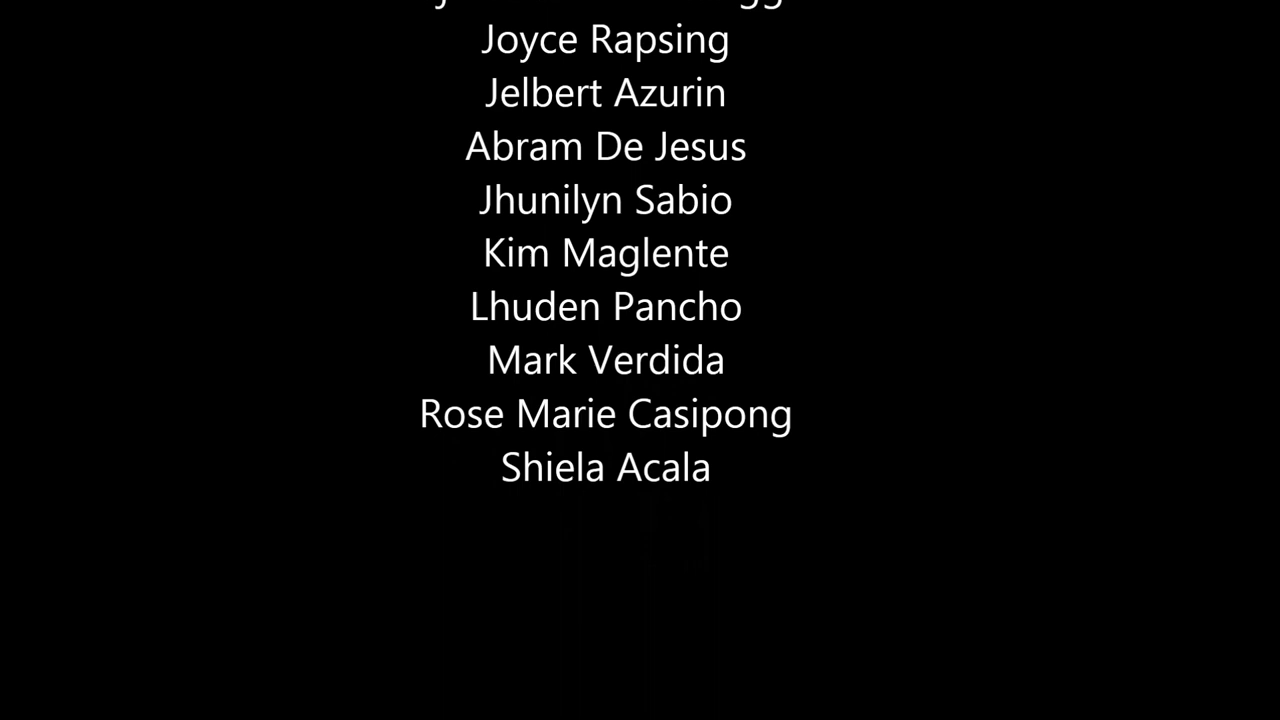 Joyce Rapsing
Jelbert Azurin
Abram De Jesus
Jhunilyn Sabio
Kim Maglente
Lhuden Pancho
Mark Verdida
Rose Marie Casipong
Shiela Acala